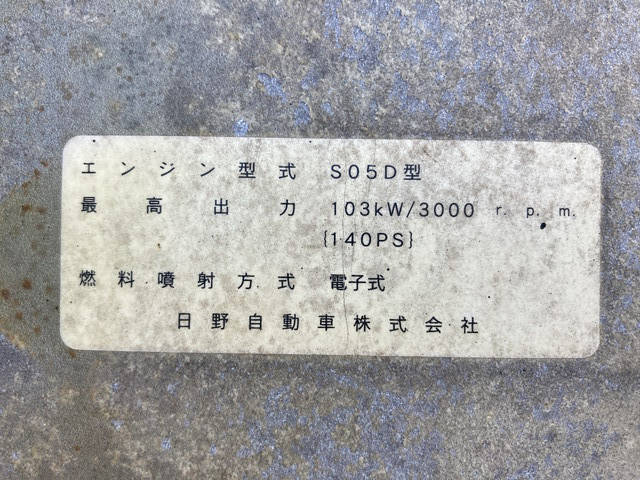 エンジン型式 S05D型
最高出力 103kW/3000 r.p.m.
{140PS}
燃料噴射方式 電子式
日野自動車株式会社